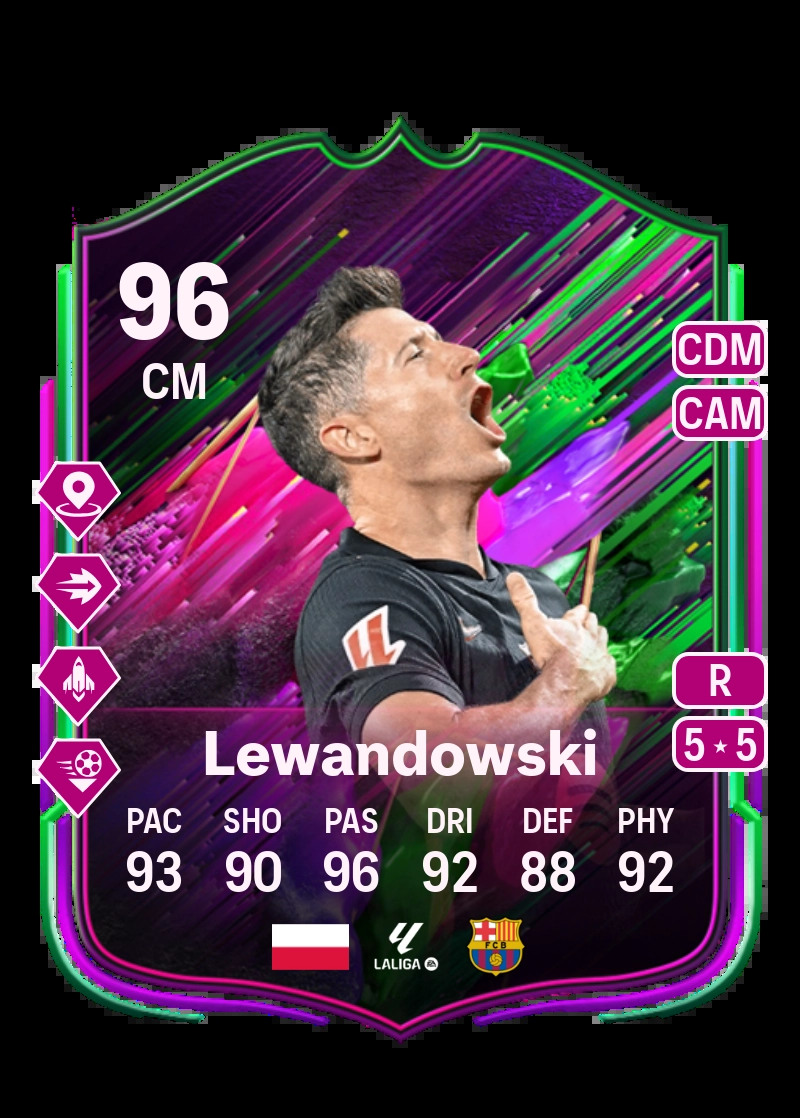 96
CM
CDM
CAM
R
5 ★ 5
Lewandowski
PAC SHO PAS DRI DEF PHY
93 90 96 92 88 92
LALIGA EA
FCB